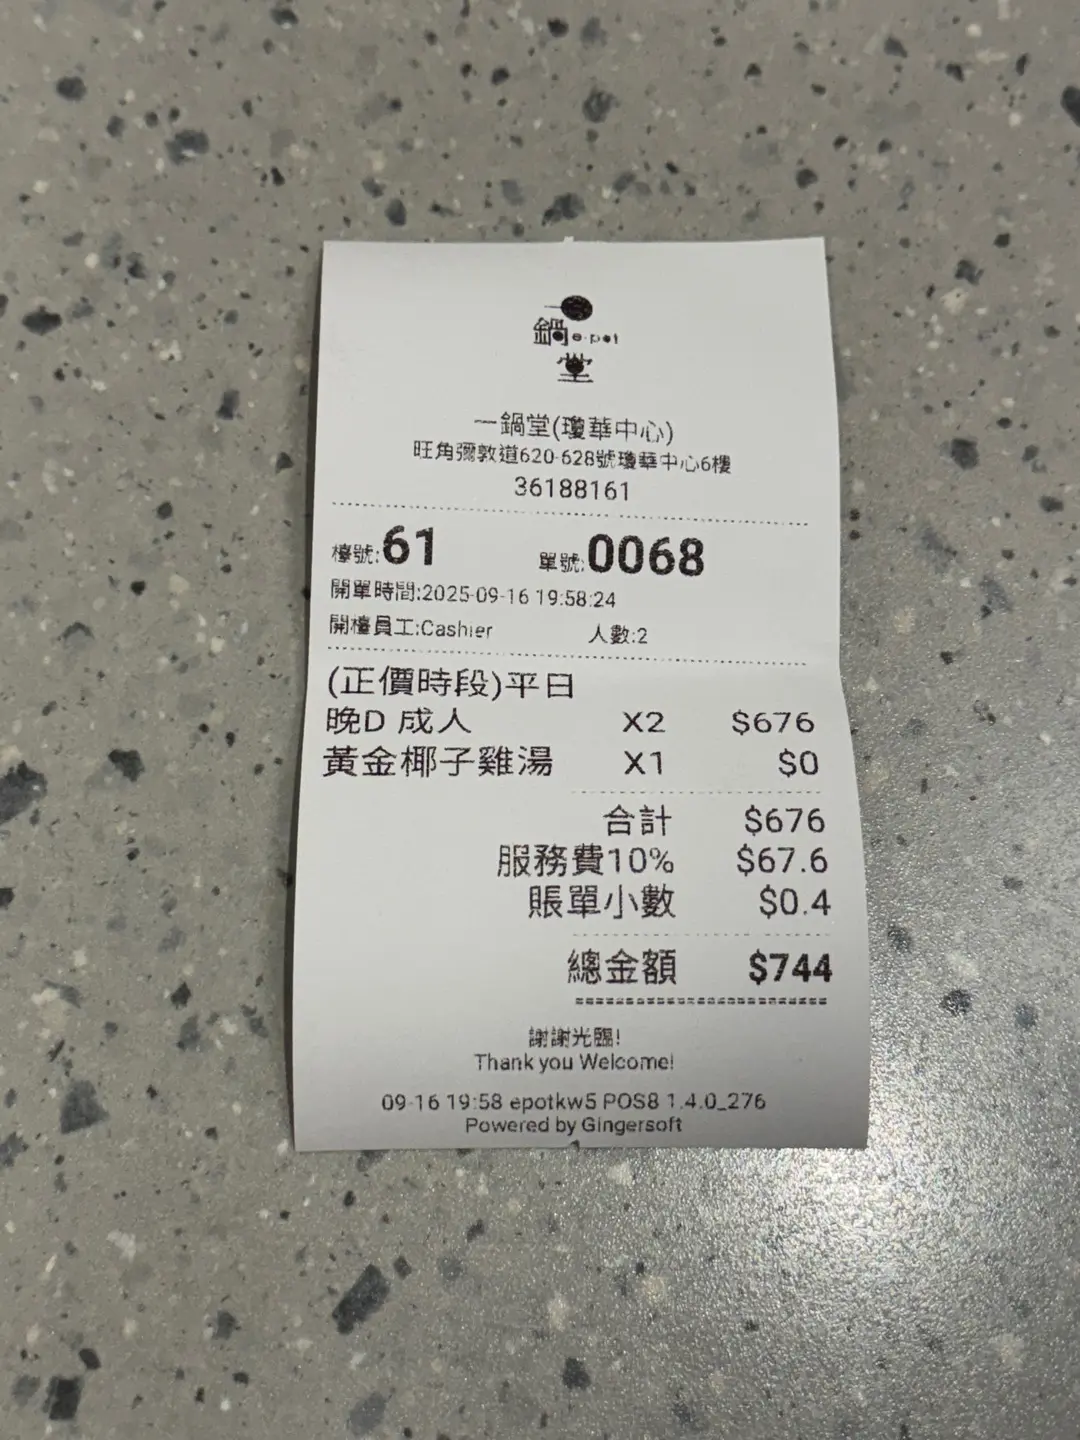 一
鍋 e·pot
堂
一鍋堂(瓊華中心)
旺角彌敦道620-628號瓊華中心6樓
36188161
檯號:61 單號:0068
開單時間:2025-09-16 19:58:24
開檯員工:Cashier 人數:2
(正價時段)平日
晚D 成人 X2 $676
黃金椰子雞湯 X1 $0
合計 $676
服務費10% $67.6
賬單小數 $0.4
總金額 $744
謝謝光臨!
Thank you Welcome!
09-16 19:58 epotkw5 POS8 1.4.0_276
Powered by Gingersoft